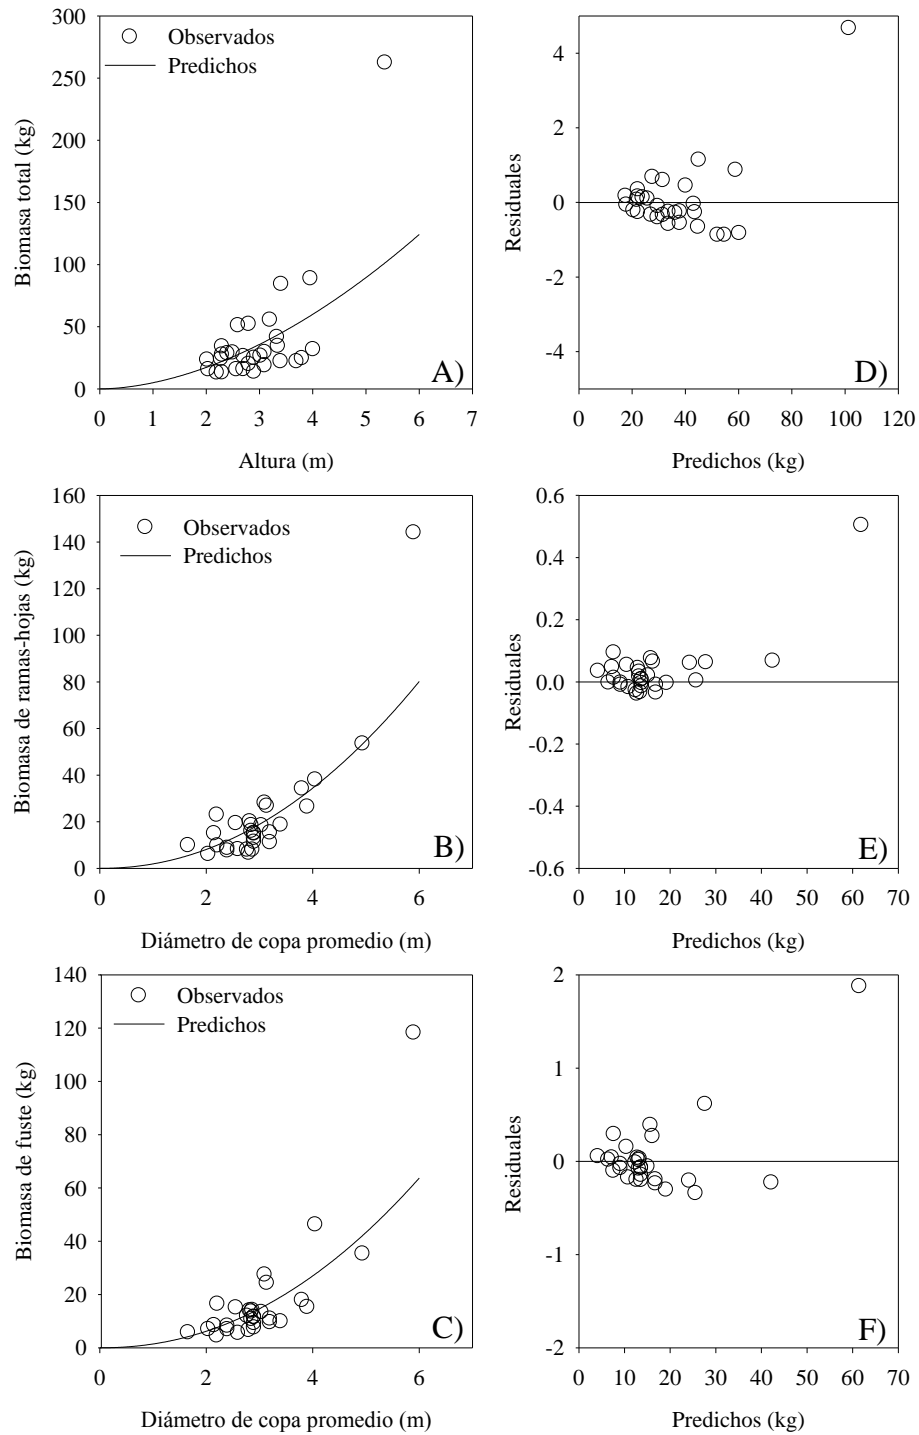 300
250
200
150
100
50
0
Biomasa total (kg)
Observados
Predichos
A)
0 1 2 3 4 5 6 7
Altura (m)
4
2
0
-2
-4
Residuales
D)
0 20 40 60 80 100 120
Predichos (kg)
160
140
120
100
80
60
40
20
0
Biomasa de ramas-hojas (kg)
Observados
Predichos
B)
0 2 4 6
Diámetro de copa promedio (m)
0.6
0.4
0.2
0.0
-0.2
-0.4
-0.6
Residuales
E)
0 10 20 30 40 50 60 70
Predichos (kg)
140
120
100
80
60
40
20
0
Biomasa de fuste (kg)
Observados
Predichos
C)
0 2 4 6
Diámetro de copa promedio (m)
2
1
0
-1
-2
Residuales
F)
0 10 20 30 40 50 60 70
Predichos (kg)